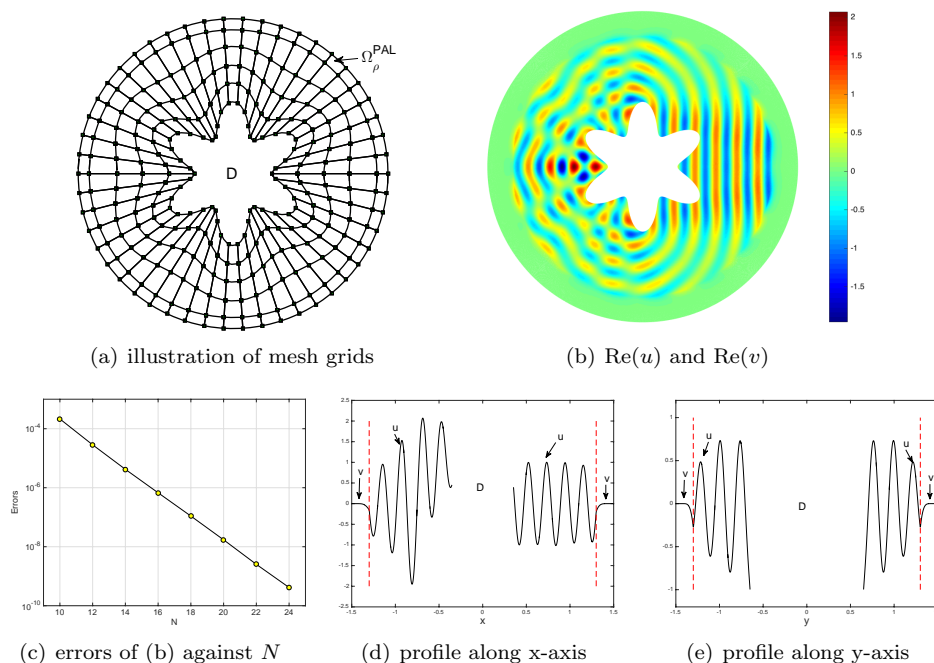 Ω_ρ^PAL
D
2
1.5
1
0.5
0
-0.5
-1
-1.5
(a) illustration of mesh grids
(b) Re(u) and Re(v)
Errors
10^-4
10^-6
10^-8
10^-10
10 12 14 16 18 20 22 24
N
(c) errors of (b) against N
2.5
2
1.5
1
0.5
0
-0.5
-1
-1.5
-2
-2.5
v
u
D
u
v
-1.5 -1 -0.5 0 0.5 1 1.5
x
(d) profile along x-axis
1
0.5
0
-0.5
-1
v
u
D
u
v
-1.5 -1 -0.5 0 0.5 1 1.5
y
(e) profile along y-axis